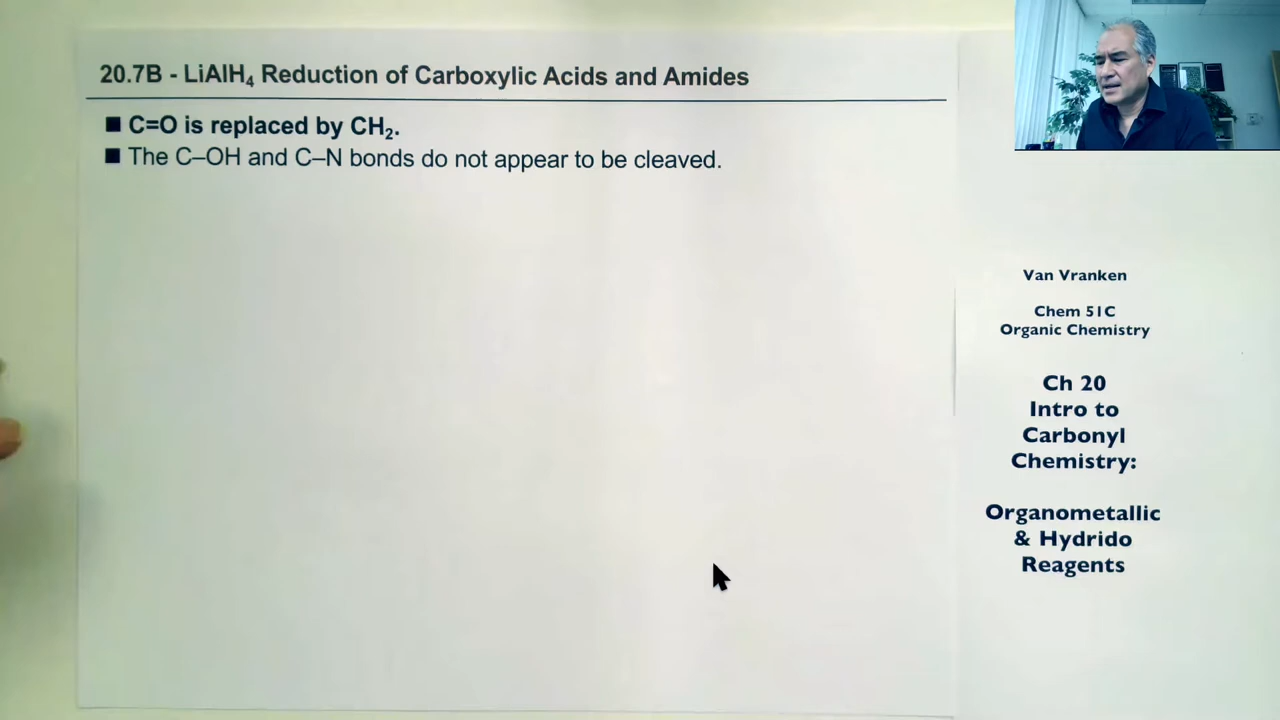 20.7B - LiAlH₄ Reduction of Carboxylic Acids and Amides
■ C=O is replaced by CH₂.
■ The C–OH and C–N bonds do not appear to be cleaved.
Van Vranken
Chem 51C
Organic Chemistry
Ch 20
Intro to
Carbonyl
Chemistry:
Organometallic
& Hydrido
Reagents